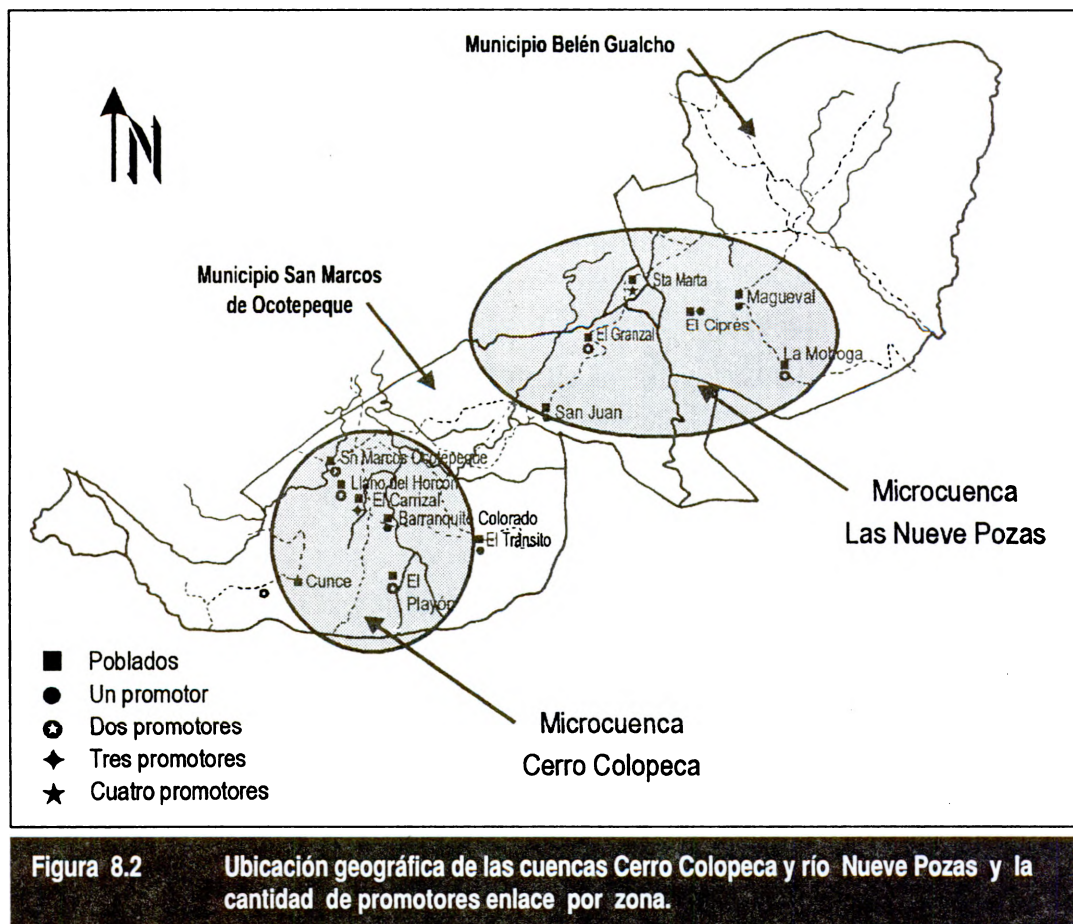 Municipio Belén Gualcho
N
Municipio San Marcos
de Ocotepeque
Sta Marta
Magueval
El Ciprés
El Granzal
La Mohoga
San Juan
Sn Marcos Ocotepeque
Llano del Horcón
El Carrizal
Barranquite Colorado
El Tránsito
Cunce
El
Playón
Microcuenca
Las Nueve Pozas
Poblados
Un promotor
Dos promotores
Tres promotores
Cuatro promotores
Microcuenca
Cerro Colopeca
Figura 8.2 Ubicación geográfica de las cuencas Cerro Colopeca y río Nueve Pozas y la
cantidad de promotores enlace por zona.